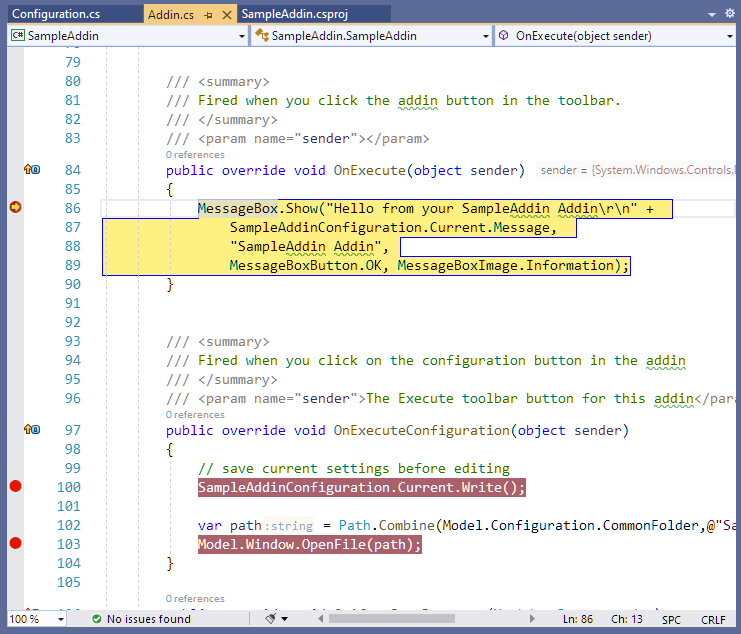 Configuration.cs Addin.cs SampleAddin.csproj
C# SampleAddin SampleAddin.SampleAddin OnExecute(object sender)
79
80 /// <summary>
81 /// Fired when you click the addin button in the toolbar.
82 /// </summary>
83 /// <param name="sender"></param>
0 references
84 public override void OnExecute(object sender) sender = {System.Windows.Controls.
85 {
86 MessageBox.Show("Hello from your SampleAddin Addin\r\n" +
87 SampleAddinConfiguration.Current.Message,
88 "SampleAddin Addin",
89 MessageBoxButton.OK, MessageBoxImage.Information);
90 }
91
92
93 /// <summary>
94 /// Fired when you click on the configuration button in the addin
95 /// </summary>
96 /// <param name="sender">The Execute toolbar button for this addin</para
0 references
97 public override void OnExecuteConfiguration(object sender)
98 {
99 // save current settings before editing
100 SampleAddinConfiguration.Current.Write();
101
102 var path:string = Path.Combine(Model.Configuration.CommonFolder,@"Sa
103 Model.Window.OpenFile(path);
104 }
105
0 references
100 % No issues found Ln: 86 Ch: 13 SPC CRLF